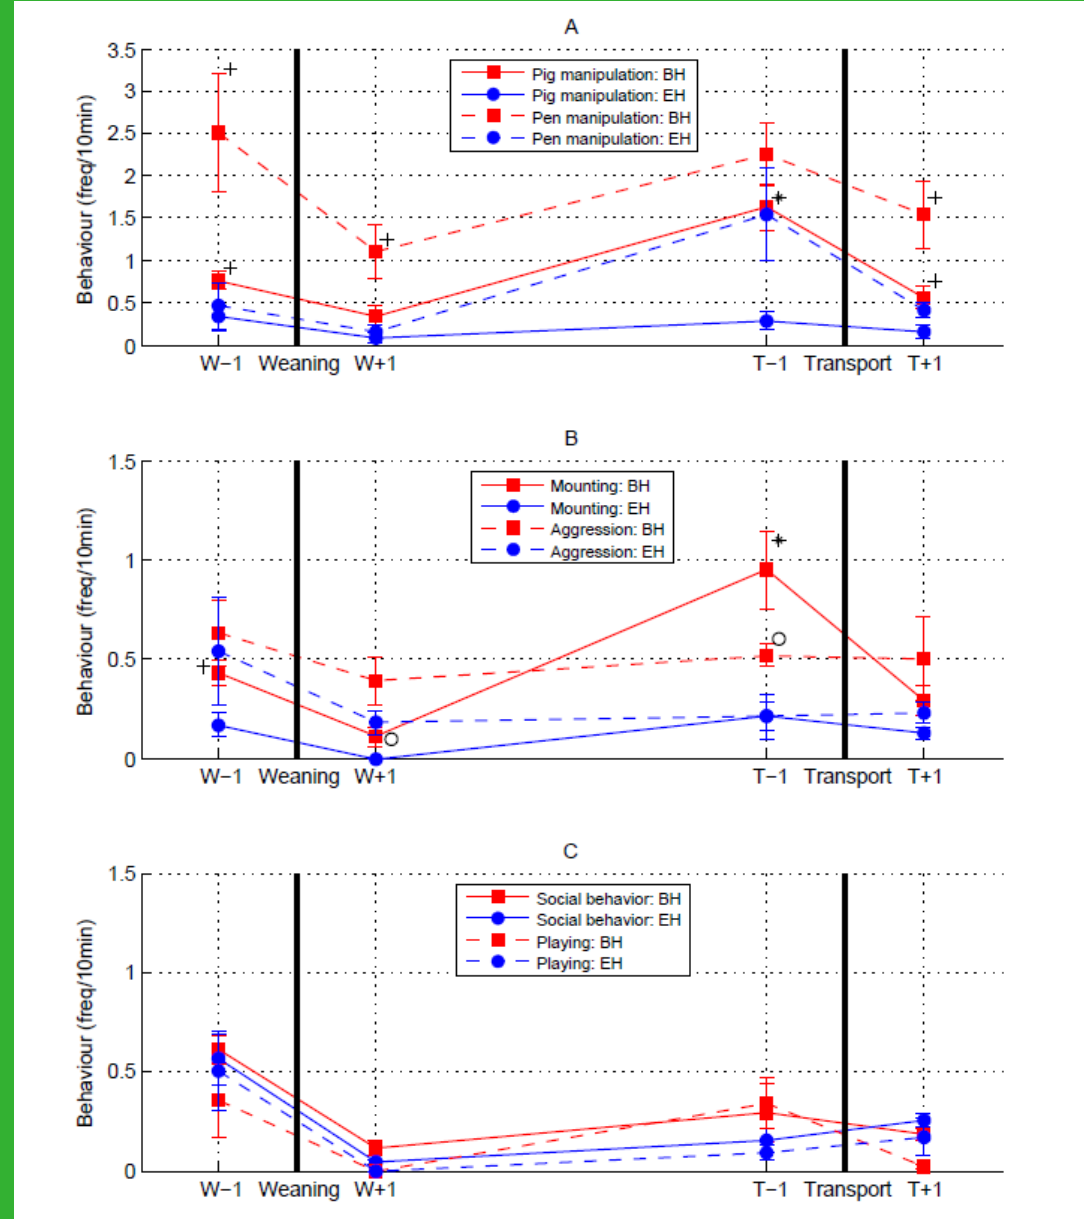 A
3.5
3
2.5
2
1.5
1
0.5
0
Behaviour (freq/10min)
Pig manipulation: BH
Pig manipulation: EH
Pen manipulation: BH
Pen manipulation: EH
W−1 Weaning W+1 T−1 Transport T+1
B
1.5
1
0.5
0
Behaviour (freq/10min)
Mounting: BH
Mounting: EH
Aggression: BH
Aggression: EH
W−1 Weaning W+1 T−1 Transport T+1
C
1.5
1
0.5
0
Behaviour (freq/10min)
Social behavior: BH
Social behavior: EH
Playing: BH
Playing: EH
W−1 Weaning W+1 T−1 Transport T+1